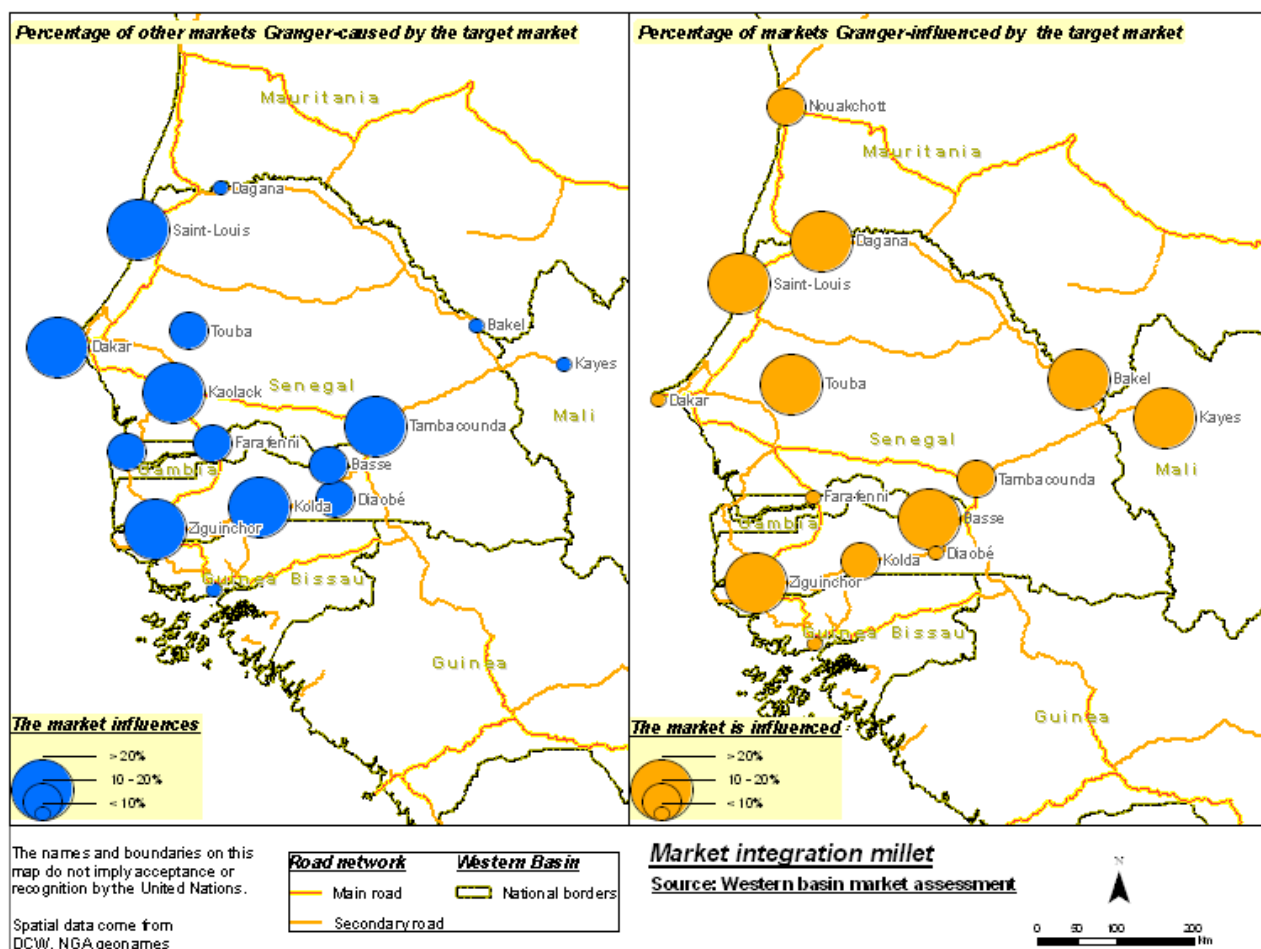 Percentage of other markets Granger-caused by the target market
Mauritania
Dagana
Saint-Louis
Touba
Bakel
Dakar
Kayes
Kaolack
Senegal
Mali
Tambacounda
Farafenni
Basse
Gambia
Diaobé
Kolda
Ziguinchor
Guinea Bissau
Guinea
The market influences
> 20%
10 - 20%
< 10%
Percentage of markets Granger-influenced by the target market
Nouakchott
Mauritania
Dagana
Saint-Louis
Touba
Bakel
Dakar
Kayes
Senegal
Mali
Tambacounda
Farafenni
Basse
Gambia
Diaobé
Kolda
Ziguinchor
Guinea Bissau
Guinea
The market is influenced
> 20%
10 - 20%
< 10%
The names and boundaries on this
map do not imply acceptance or
recognition by the United Nations.
Spatial data come from
DCW, NGA geonames
Road network
Main road
Secondary road
Western Basin
National borders
Market integration millet
Source: Western basin market assessment
N
0 50 100 200
Km